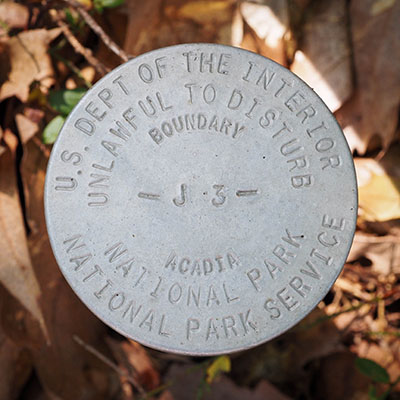 U.S. DEPT OF THE INTERIOR
UNLAWFUL TO DISTURB
BOUNDARY
- J 3 -
ACADIA
NATIONAL PARK
NATIONAL PARK SERVICE